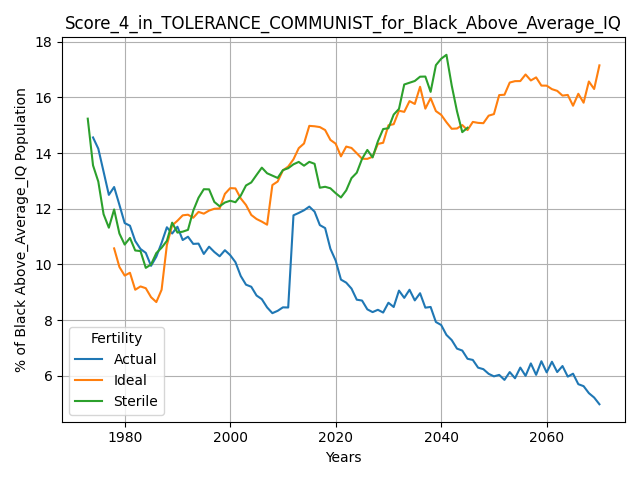 Score_4_in_TOLERANCE_COMMUNIST_for_Black_Above_Average_IQ
% of Black Above_Average_IQ Population
18
16
14
12
10
8
6
Fertility
Actual
Ideal
Sterile
1980 2000 2020 2040 2060
Years